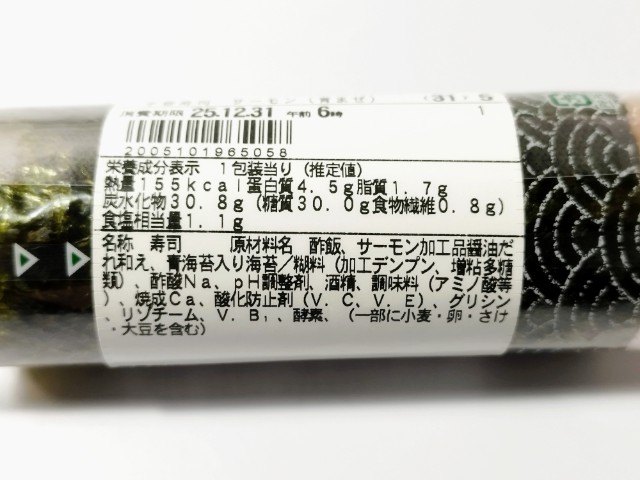 消費期限 25.12.31 午前 6時 1
2005101965058
栄養成分表示 1包装当り(推定値)
熱量155kcal蛋白質4.5g脂質1.7g
炭水化物30.8g(糖質30.0g食物繊維0.8g)
食塩相当量1.1g
名称 寿司 原材料名 酢飯、サーモン加工品醤油だ
れ和え、青海苔入り海苔/糊料(加工デンプン、増粘多糖
類)、酢酸Na、pH調整剤、酒精、調味料(アミノ酸等
)、焼成Ca、酸化防止剤(V.C、V.E)、グリシン
、リゾチーム、V.B₁、酵素、(一部に小麦・卵・さけ
・大豆を含む)